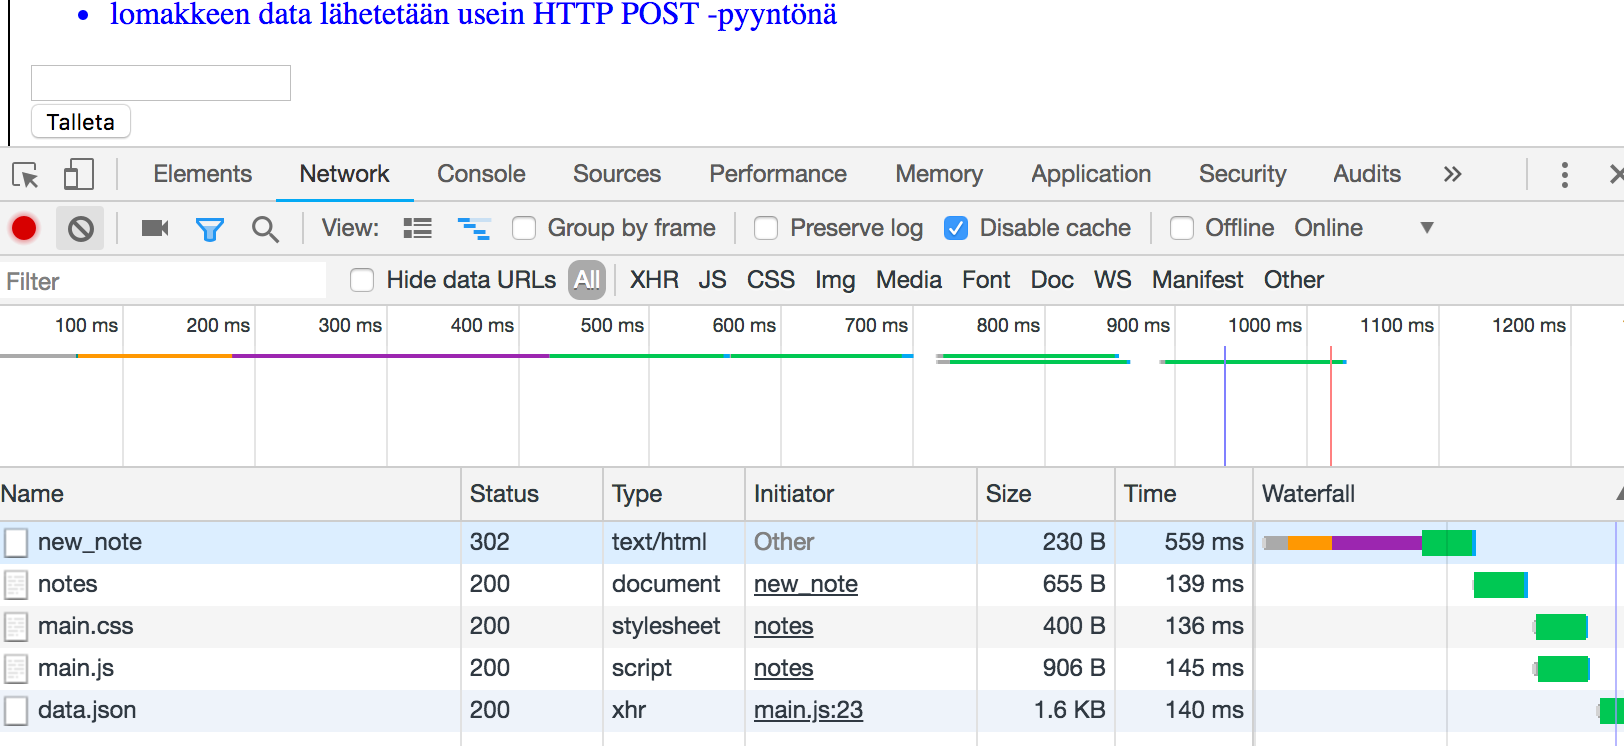 lomakkeen data lähetetään usein HTTP POST -pyyntönä
Talleta
Elements Network Console Sources Performance Memory Application Security Audits »
View: Group by frame Preserve log Disable cache Offline Online
Filter Hide data URLs All XHR JS CSS Img Media Font Doc WS Manifest Other
100 ms 200 ms 300 ms 400 ms 500 ms 600 ms 700 ms 800 ms 900 ms 1000 ms 1100 ms 1200 ms
Name Status Type Initiator Size Time Waterfall
new_note 302 text/html Other 230 B 559 ms
notes 200 document new_note 655 B 139 ms
main.css 200 stylesheet notes 400 B 136 ms
main.js 200 script notes 906 B 145 ms
data.json 200 xhr main.js:23 1.6 KB 140 ms